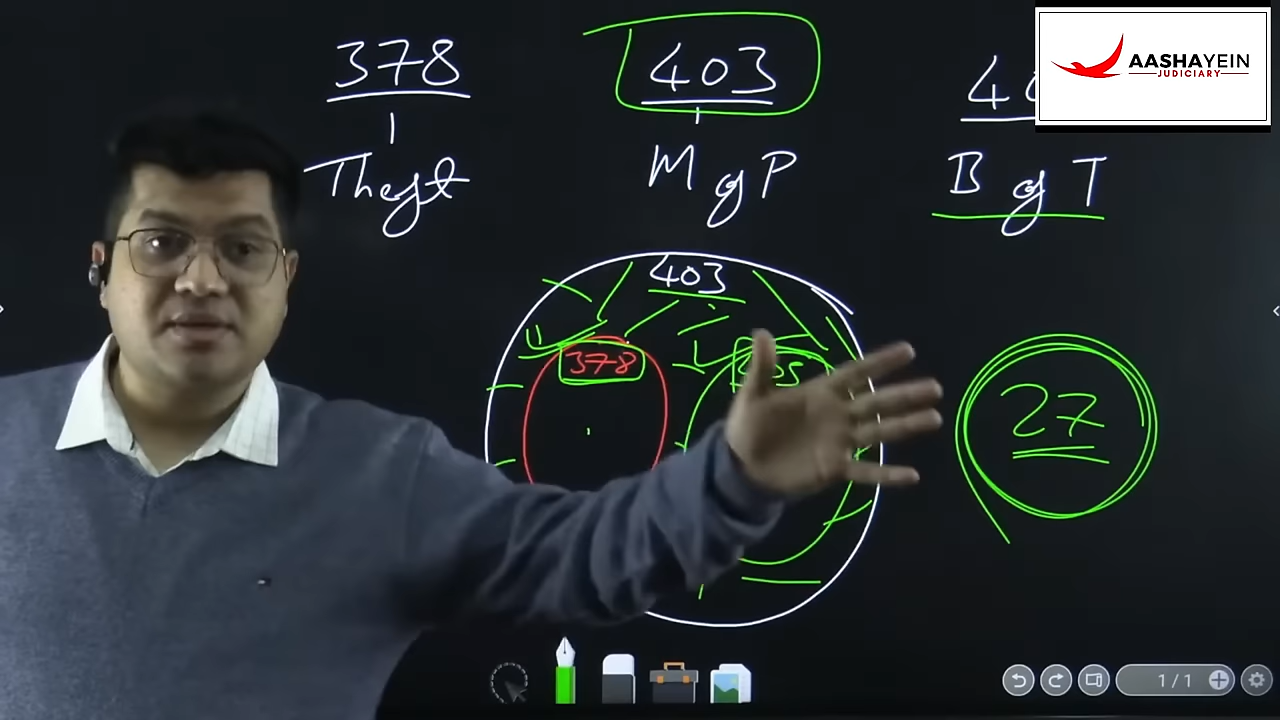 378
403
AASHAYEIN
JUDICIARY
Theft
M of P
B of T
403
378
27
1/1